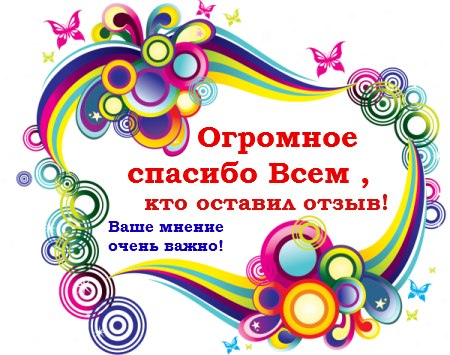 Огромное
спасибо Всем ,
кто оставил отзыв!
Ваше мнение
очень важно!